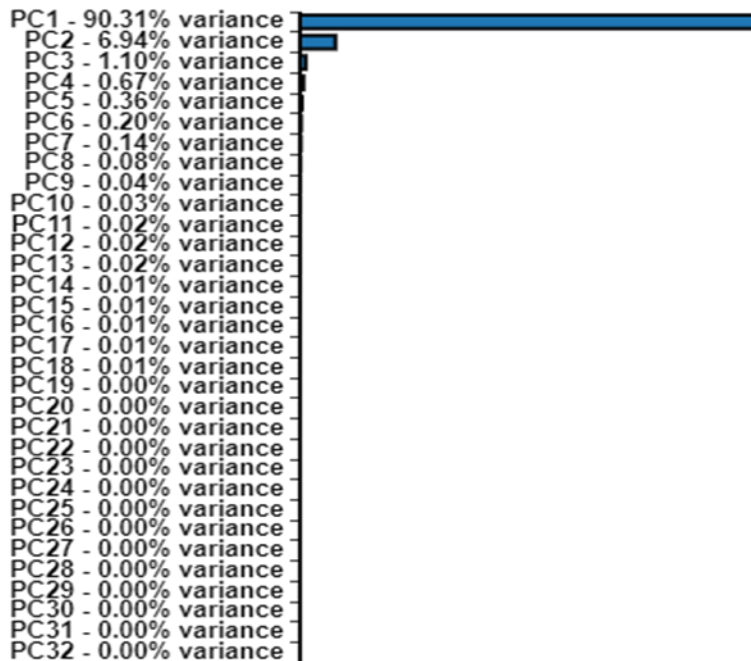 PC1 - 90.31% variance
PC2 - 6.94% variance
PC3 - 1.10% variance
PC4 - 0.67% variance
PC5 - 0.36% variance
PC6 - 0.20% variance
PC7 - 0.14% variance
PC8 - 0.08% variance
PC9 - 0.04% variance
PC10 - 0.03% variance
PC11 - 0.02% variance
PC12 - 0.02% variance
PC13 - 0.02% variance
PC14 - 0.01% variance
PC15 - 0.01% variance
PC16 - 0.01% variance
PC17 - 0.01% variance
PC18 - 0.01% variance
PC19 - 0.00% variance
PC20 - 0.00% variance
PC21 - 0.00% variance
PC22 - 0.00% variance
PC23 - 0.00% variance
PC24 - 0.00% variance
PC25 - 0.00% variance
PC26 - 0.00% variance
PC27 - 0.00% variance
PC28 - 0.00% variance
PC29 - 0.00% variance
PC30 - 0.00% variance
PC31 - 0.00% variance
PC32 - 0.00% variance